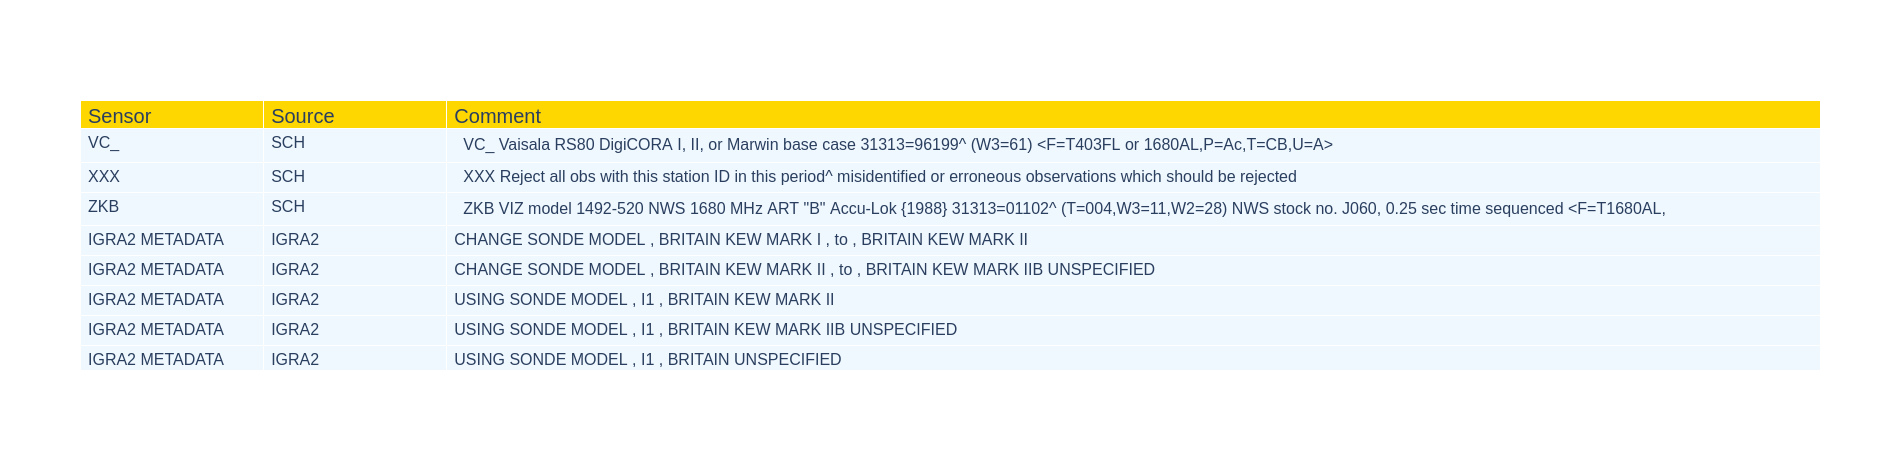 Sensor Source Comment
VC_ SCH VC_ Vaisala RS80 DigiCORA I, II, or Marwin base case 31313=96199^ (W3=61) <F=T403FL or 1680AL,P=Ac,T=CB,U=A>
XXX SCH XXX Reject all obs with this station ID in this period^ misidentified or erroneous observations which should be rejected
ZKB SCH ZKB VIZ model 1492-520 NWS 1680 MHz ART "B" Accu-Lok {1988} 31313=01102^ (T=004,W3=11,W2=28) NWS stock no. J060, 0.25 sec time sequenced <F=T1680AL,
IGRA2 METADATA IGRA2 CHANGE SONDE MODEL , BRITAIN KEW MARK I , to , BRITAIN KEW MARK II
IGRA2 METADATA IGRA2 CHANGE SONDE MODEL , BRITAIN KEW MARK II , to , BRITAIN KEW MARK IIB UNSPECIFIED
IGRA2 METADATA IGRA2 USING SONDE MODEL , I1 , BRITAIN KEW MARK II
IGRA2 METADATA IGRA2 USING SONDE MODEL , I1 , BRITAIN KEW MARK IIB UNSPECIFIED
IGRA2 METADATA IGRA2 USING SONDE MODEL , I1 , BRITAIN UNSPECIFIED